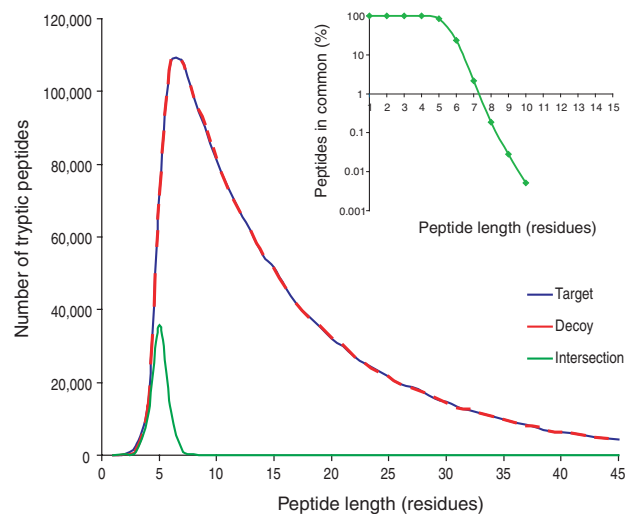 120,000
100,000
80,000
60,000
40,000
20,000
0
Number of tryptic peptides
0 5 10 15 20 25 30 35 40 45
Peptide length (residues)
100
10
1
0.1
0.01
0.001
Peptides in common (%)
1 2 3 4 5 6 7 8 9 10 11 12 13 14 15
Peptide length (residues)
Target
Decoy
Intersection